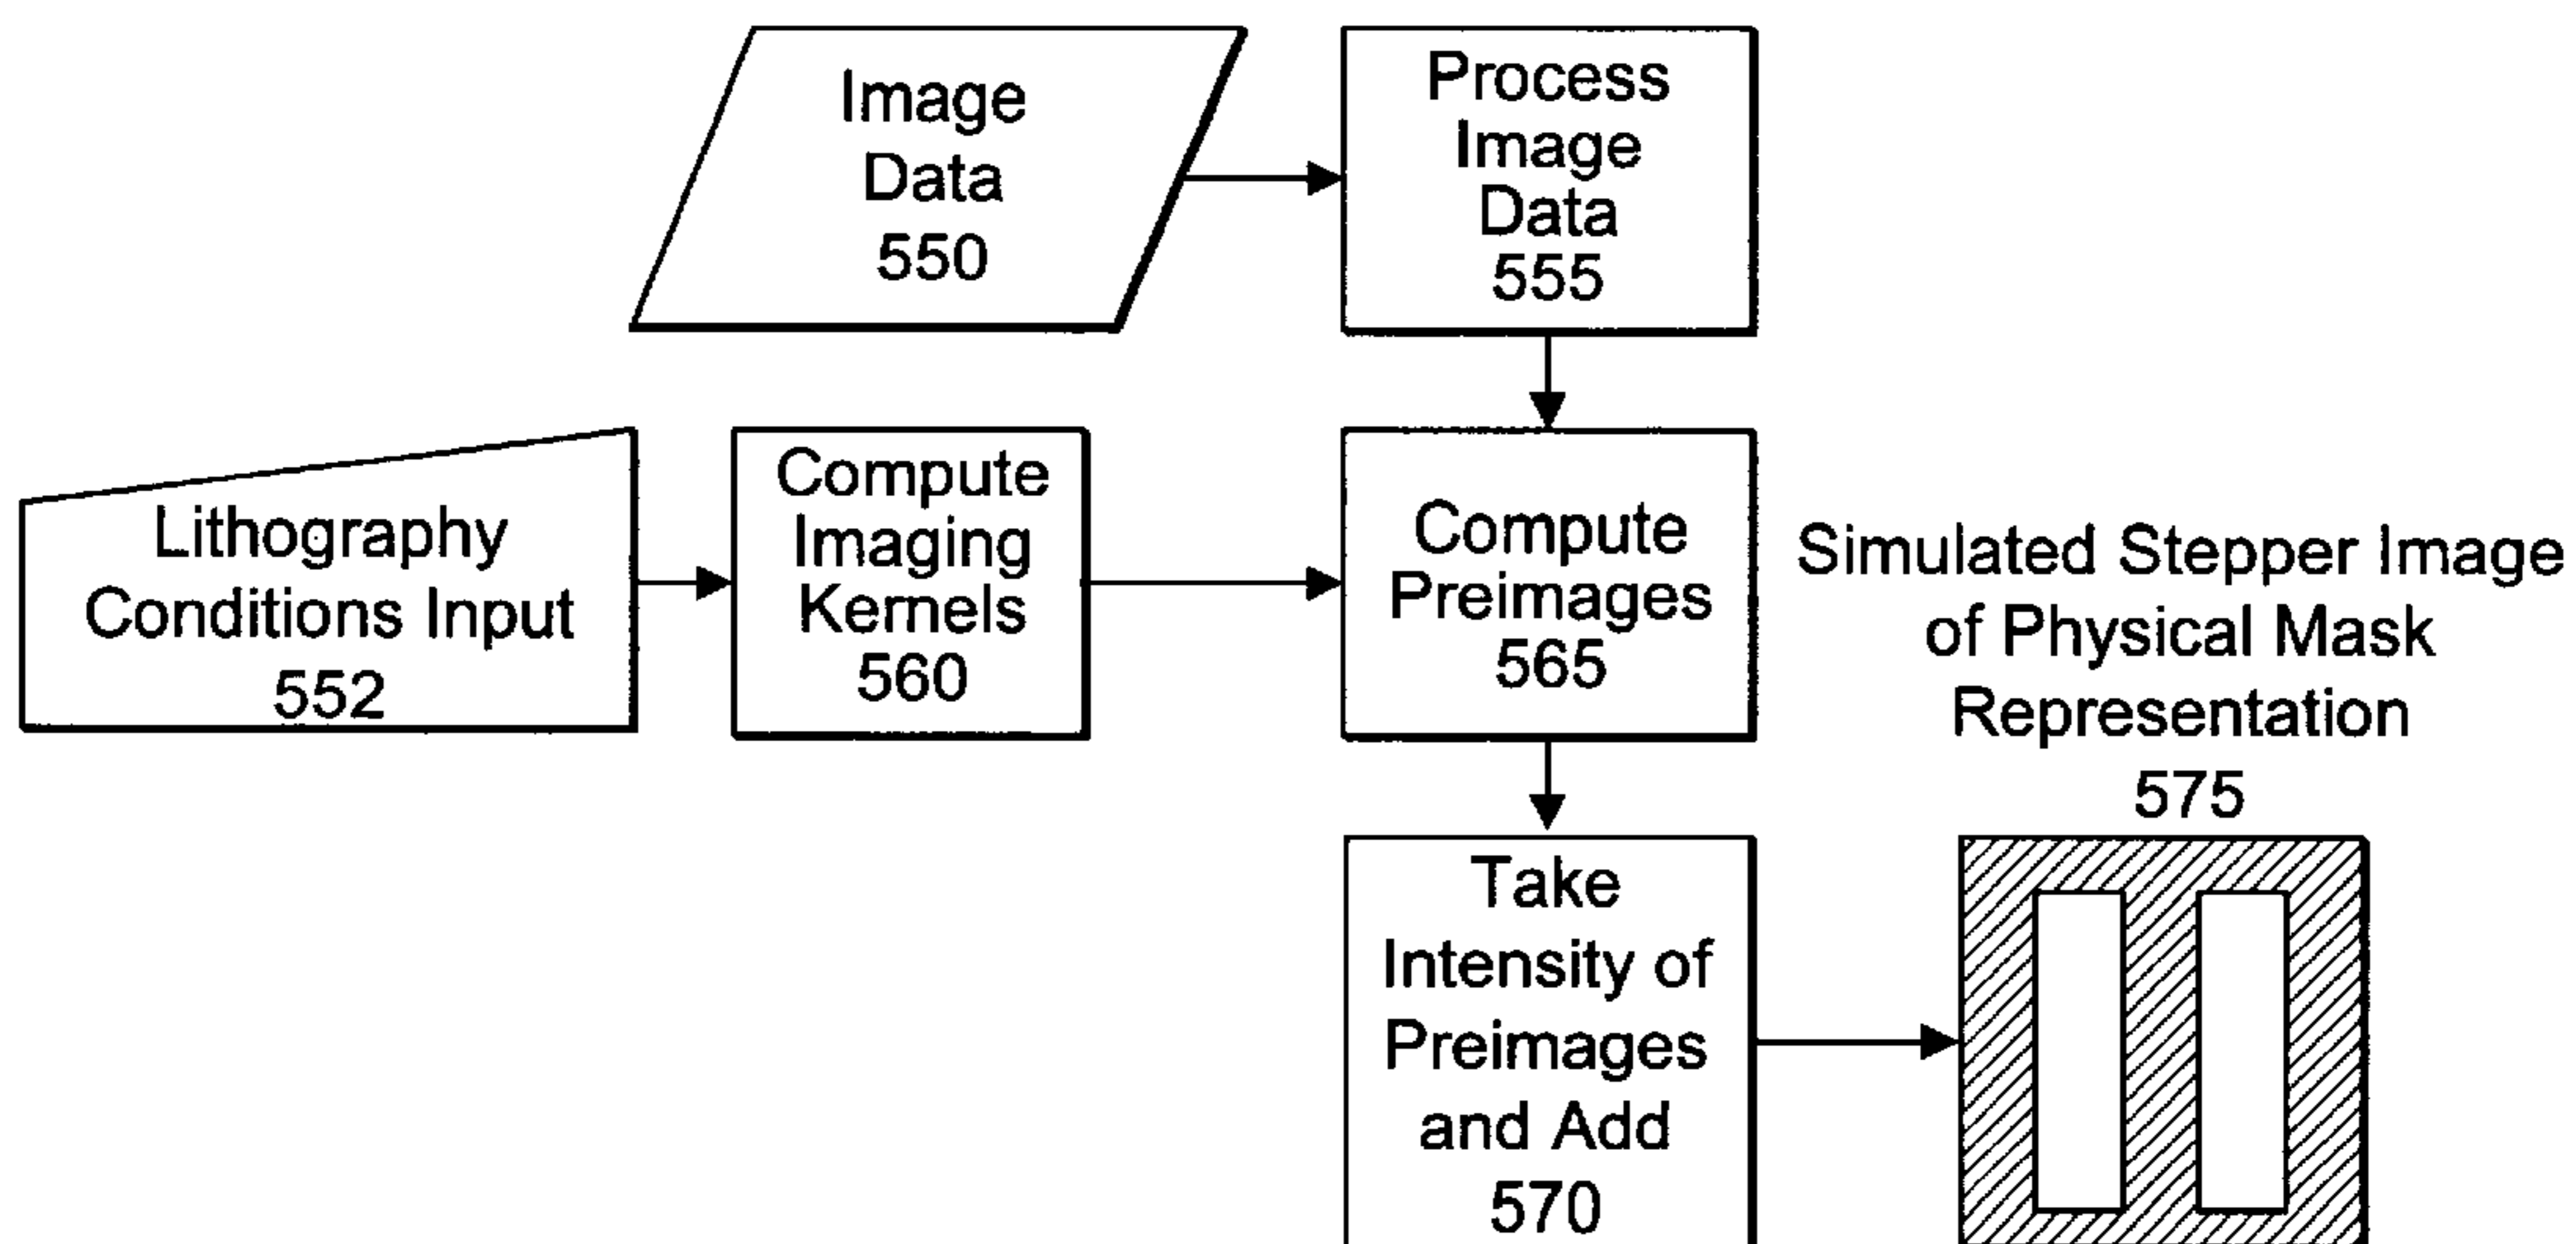 Image
Data
550
Process
Image
Data
555
Lithography
Conditions Input
552
Compute
Imaging
Kernels
560
Compute
Preimages
565
Simulated Stepper Image
of Physical Mask
Representation
575
Take
Intensity of
Preimages
and Add
570